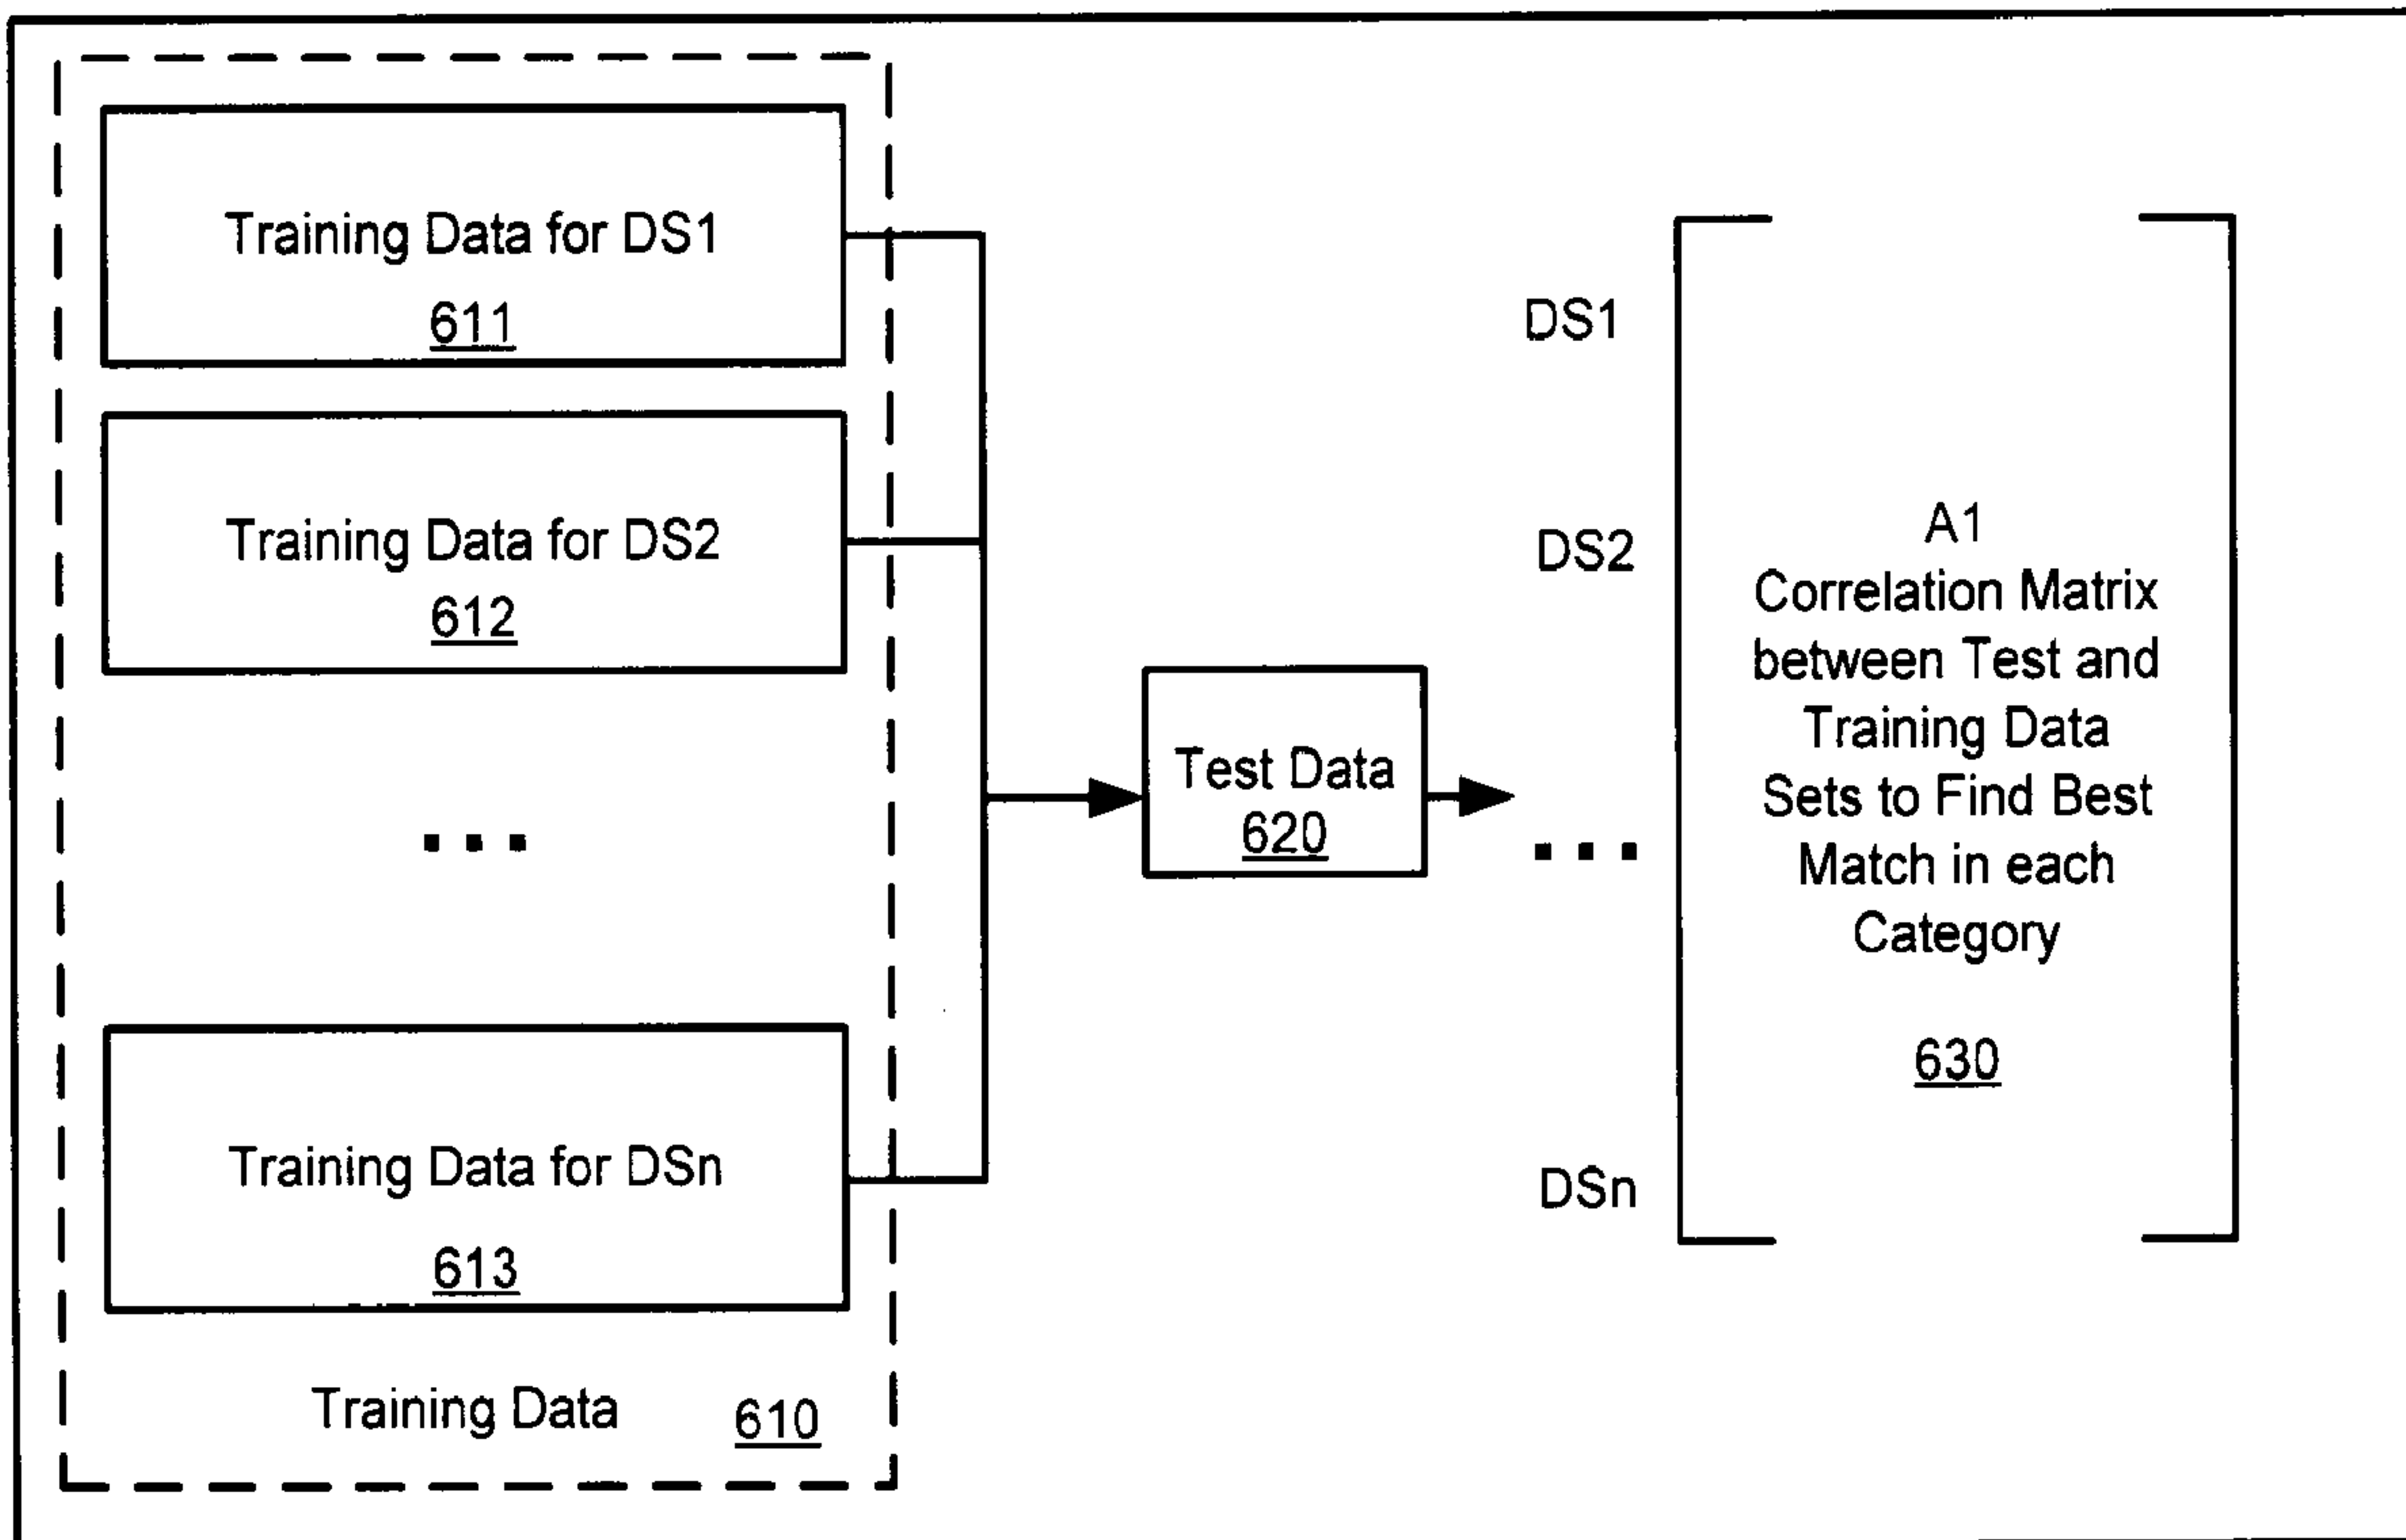 Training Data for DS1
611
Training Data for DS2
612
...
Training Data for DSn
613
Training Data 610
Test Data
620
DS1
DS2
...
DSn
A1
Correlation Matrix
between Test and
Training Data
Sets to Find Best
Match in each
Category
630